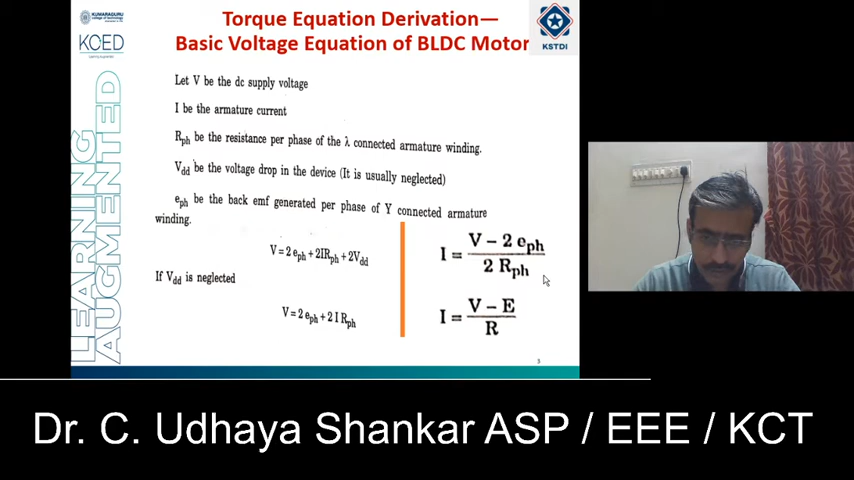 KUMARAGURU
college of technology
Torque Equation Derivation—
Basic Voltage Equation of BLDC Motor
KCED
KSTDI
LEARNING
AUGMENTED
Let V be the dc supply voltage
I be the armature current
Rph be the resistance per phase of the λ connected armature winding.
Vdd be the voltage drop in the device (It is usually neglected)
eph be the back emf generated per phase of Y connected armature
winding.
V = 2 eph + 2IRph + 2Vdd
If Vdd is neglected
V = 2 eph + 2 I Rph
I = V − 2 eph / 2 Rph
I = V − E / R
3
Dr. C. Udhaya Shankar ASP / EEE / KCT